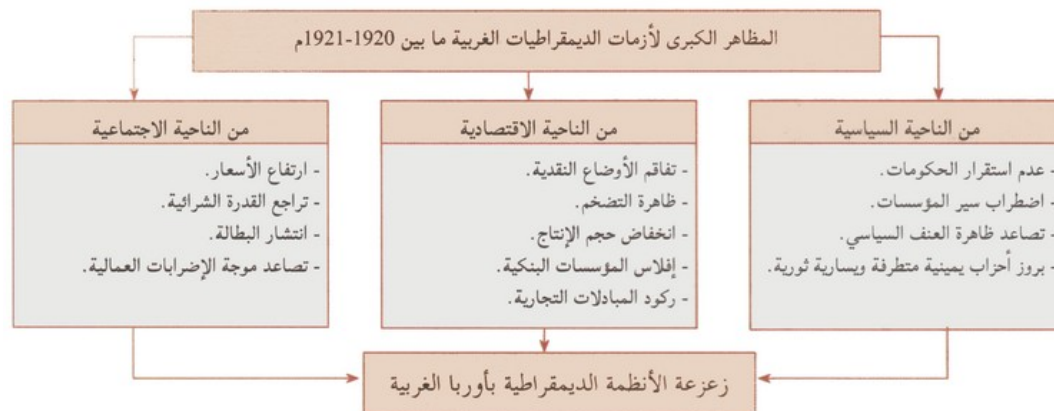 المظاهر الكبرى لأزمات الديمقراطيات الغربية ما بين 1920-1921م
من الناحية السياسية
- عدم استقرار الحكومات.
- اضطراب سير المؤسسات.
- تصاعد ظاهرة العنف السياسي.
- بروز أحزاب يمينية متطرفة ويسارية ثورية.
من الناحية الاقتصادية
- تفاقم الأوضاع النقدية.
- ظاهرة التضخم.
- انخفاض حجم الإنتاج.
- إفلاس المؤسسات البنكية.
- ركود المبادلات التجارية.
من الناحية الاجتماعية
- ارتفاع الأسعار.
- تراجع القدرة الشرائية.
- انتشار البطالة.
- تصاعد موجة الإضرابات العمالية.
زعزعة الأنظمة الديمقراطية بأوربا الغربية